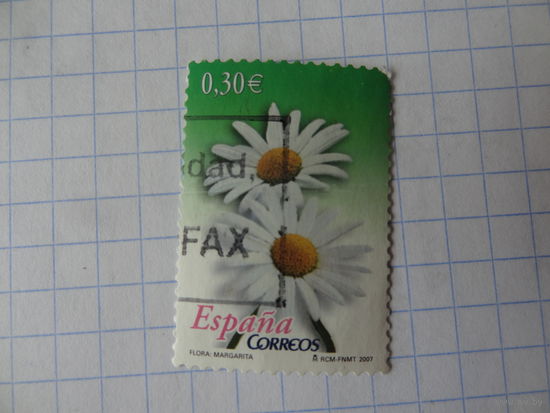 0,30€
dad,
FAX
España
CORREOS
FLORA: MARGARITA
RCM-FNMT 2007